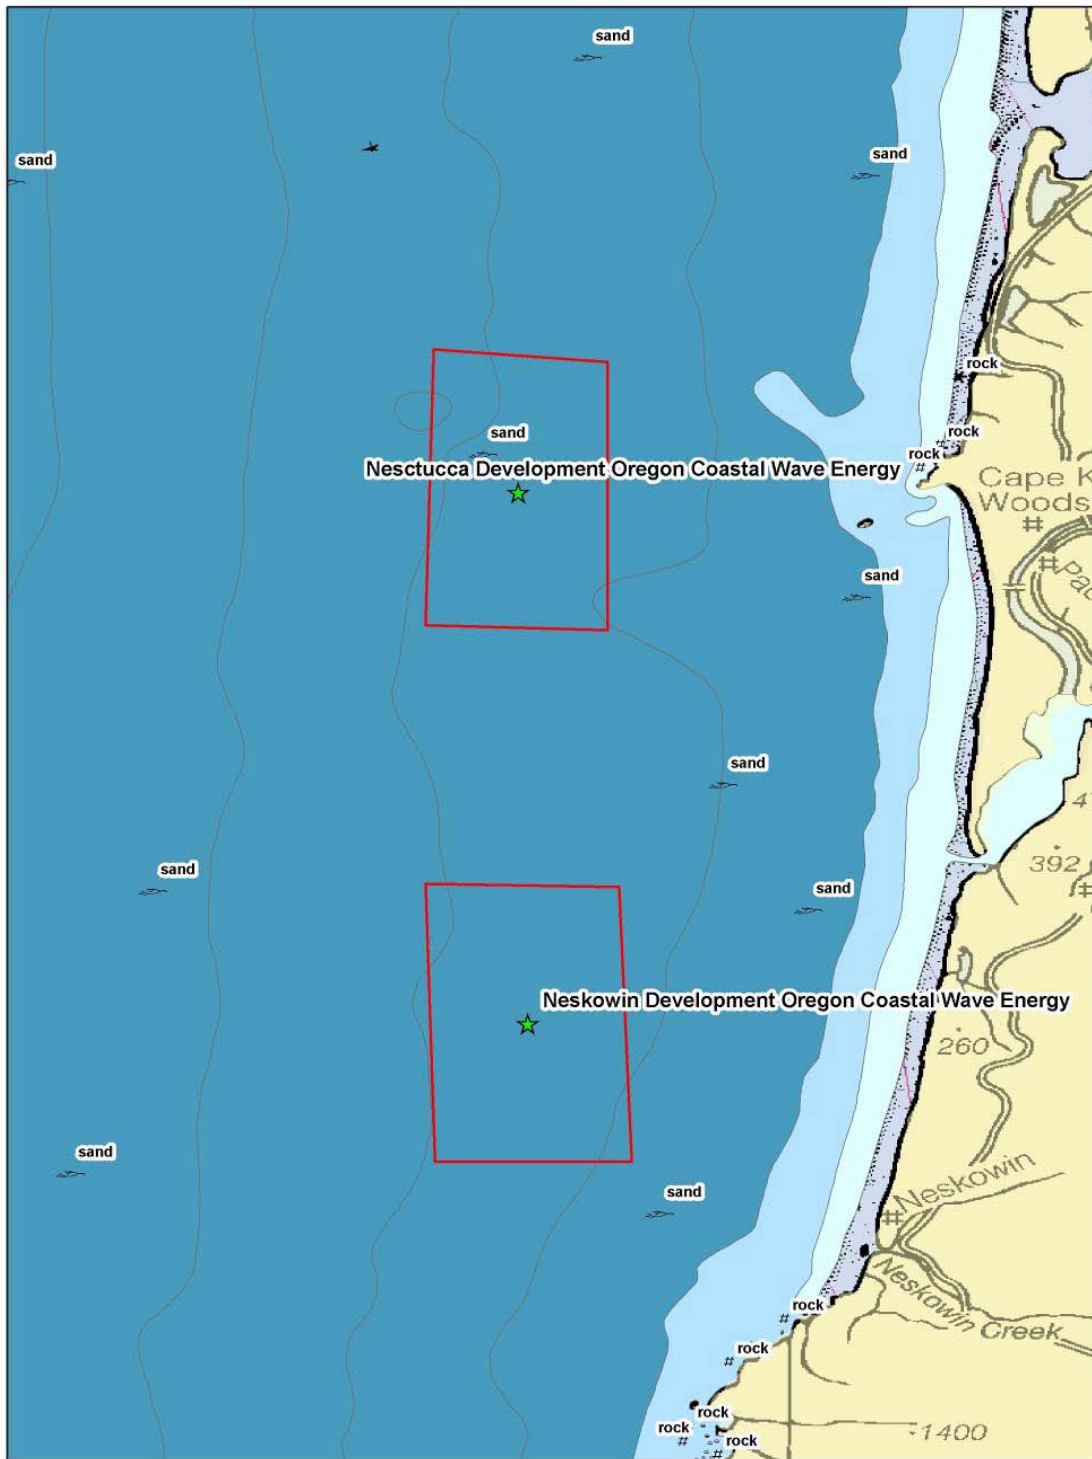 sand
sand
sand
rock
rock
sand
rock
Nesctucca Development Oregon Coastal Wave Energy
Cape K
Woods
sand
Pac
sand
47
392
sand
sand
Neskowin Development Oregon Coastal Wave Energy
260
sand
Neskowin
sand
Neskowin Creek
rock
rock
rock
rock
1400
rock